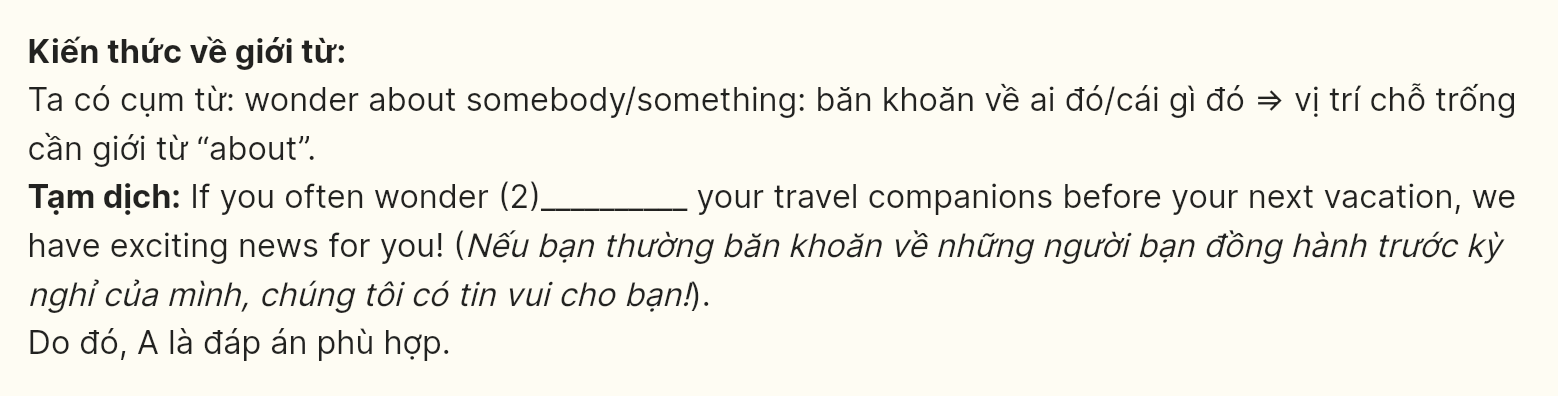 Kiến thức về giới từ:
Ta có cụm từ: wonder about somebody/something: băn khoăn về ai đó/cái gì đó ⇒ vị trí chỗ trống
cần giới từ “about”.
Tạm dịch: If you often wonder (2)__________ your travel companions before your next vacation, we
have exciting news for you! (Nếu bạn thường băn khoăn về những người bạn đồng hành trước kỳ
nghỉ của mình, chúng tôi có tin vui cho bạn!).
Do đó, A là đáp án phù hợp.